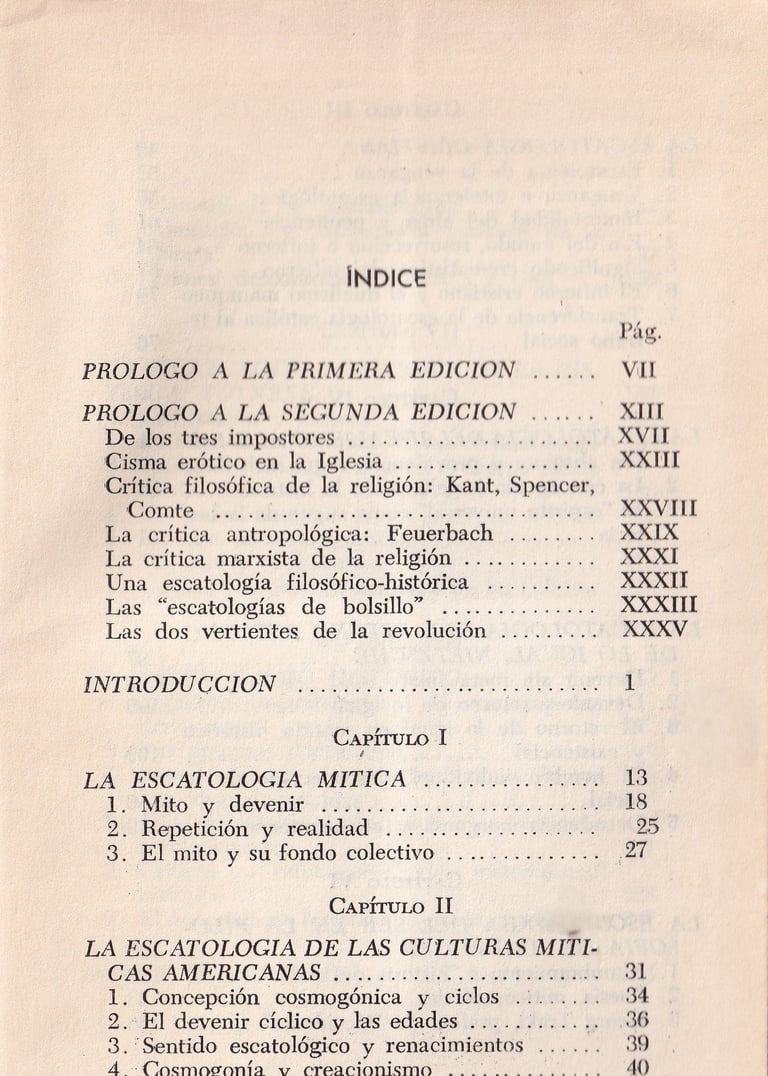 ÍNDICE
Pág.
PROLOGO A LA PRIMERA EDICION ...... VII
PROLOGO A LA SEGUNDA EDICION ...... XIII
De los tres impostores .................... XVII
Cisma erótico en la Iglesia .................. XXIII
Crítica filosófica de la religión: Kant, Spencer,
Comte .............................. XXVIII
La crítica antropológica: Feuerbach ........ XXIX
La crítica marxista de la religión ............ XXXI
Una escatología filosófico-histórica .......... XXXII
Las “escatologías de bolsillo” .............. XXXIII
Las dos vertientes de la revolución ......... XXXV
INTRODUCCION ........................... 1
CAPÍTULO I
LA ESCATOLOGIA MITICA ................ 13
1. Mito y devenir ........................ 18
2. Repetición y realidad ................... 25
3. El mito y su fondo colectivo ............. 27
CAPÍTULO II
LA ESCATOLOGIA DE LAS CULTURAS MITI-
CAS AMERICANAS ........................ 31
1. Concepción cosmogónica y ciclos ........ 34
2. El devenir cíclico y las edades ............ 36
3. Sentido escatológico y renacimientos ...... 39
4. Cosmogonía y creacionismo .............. 40